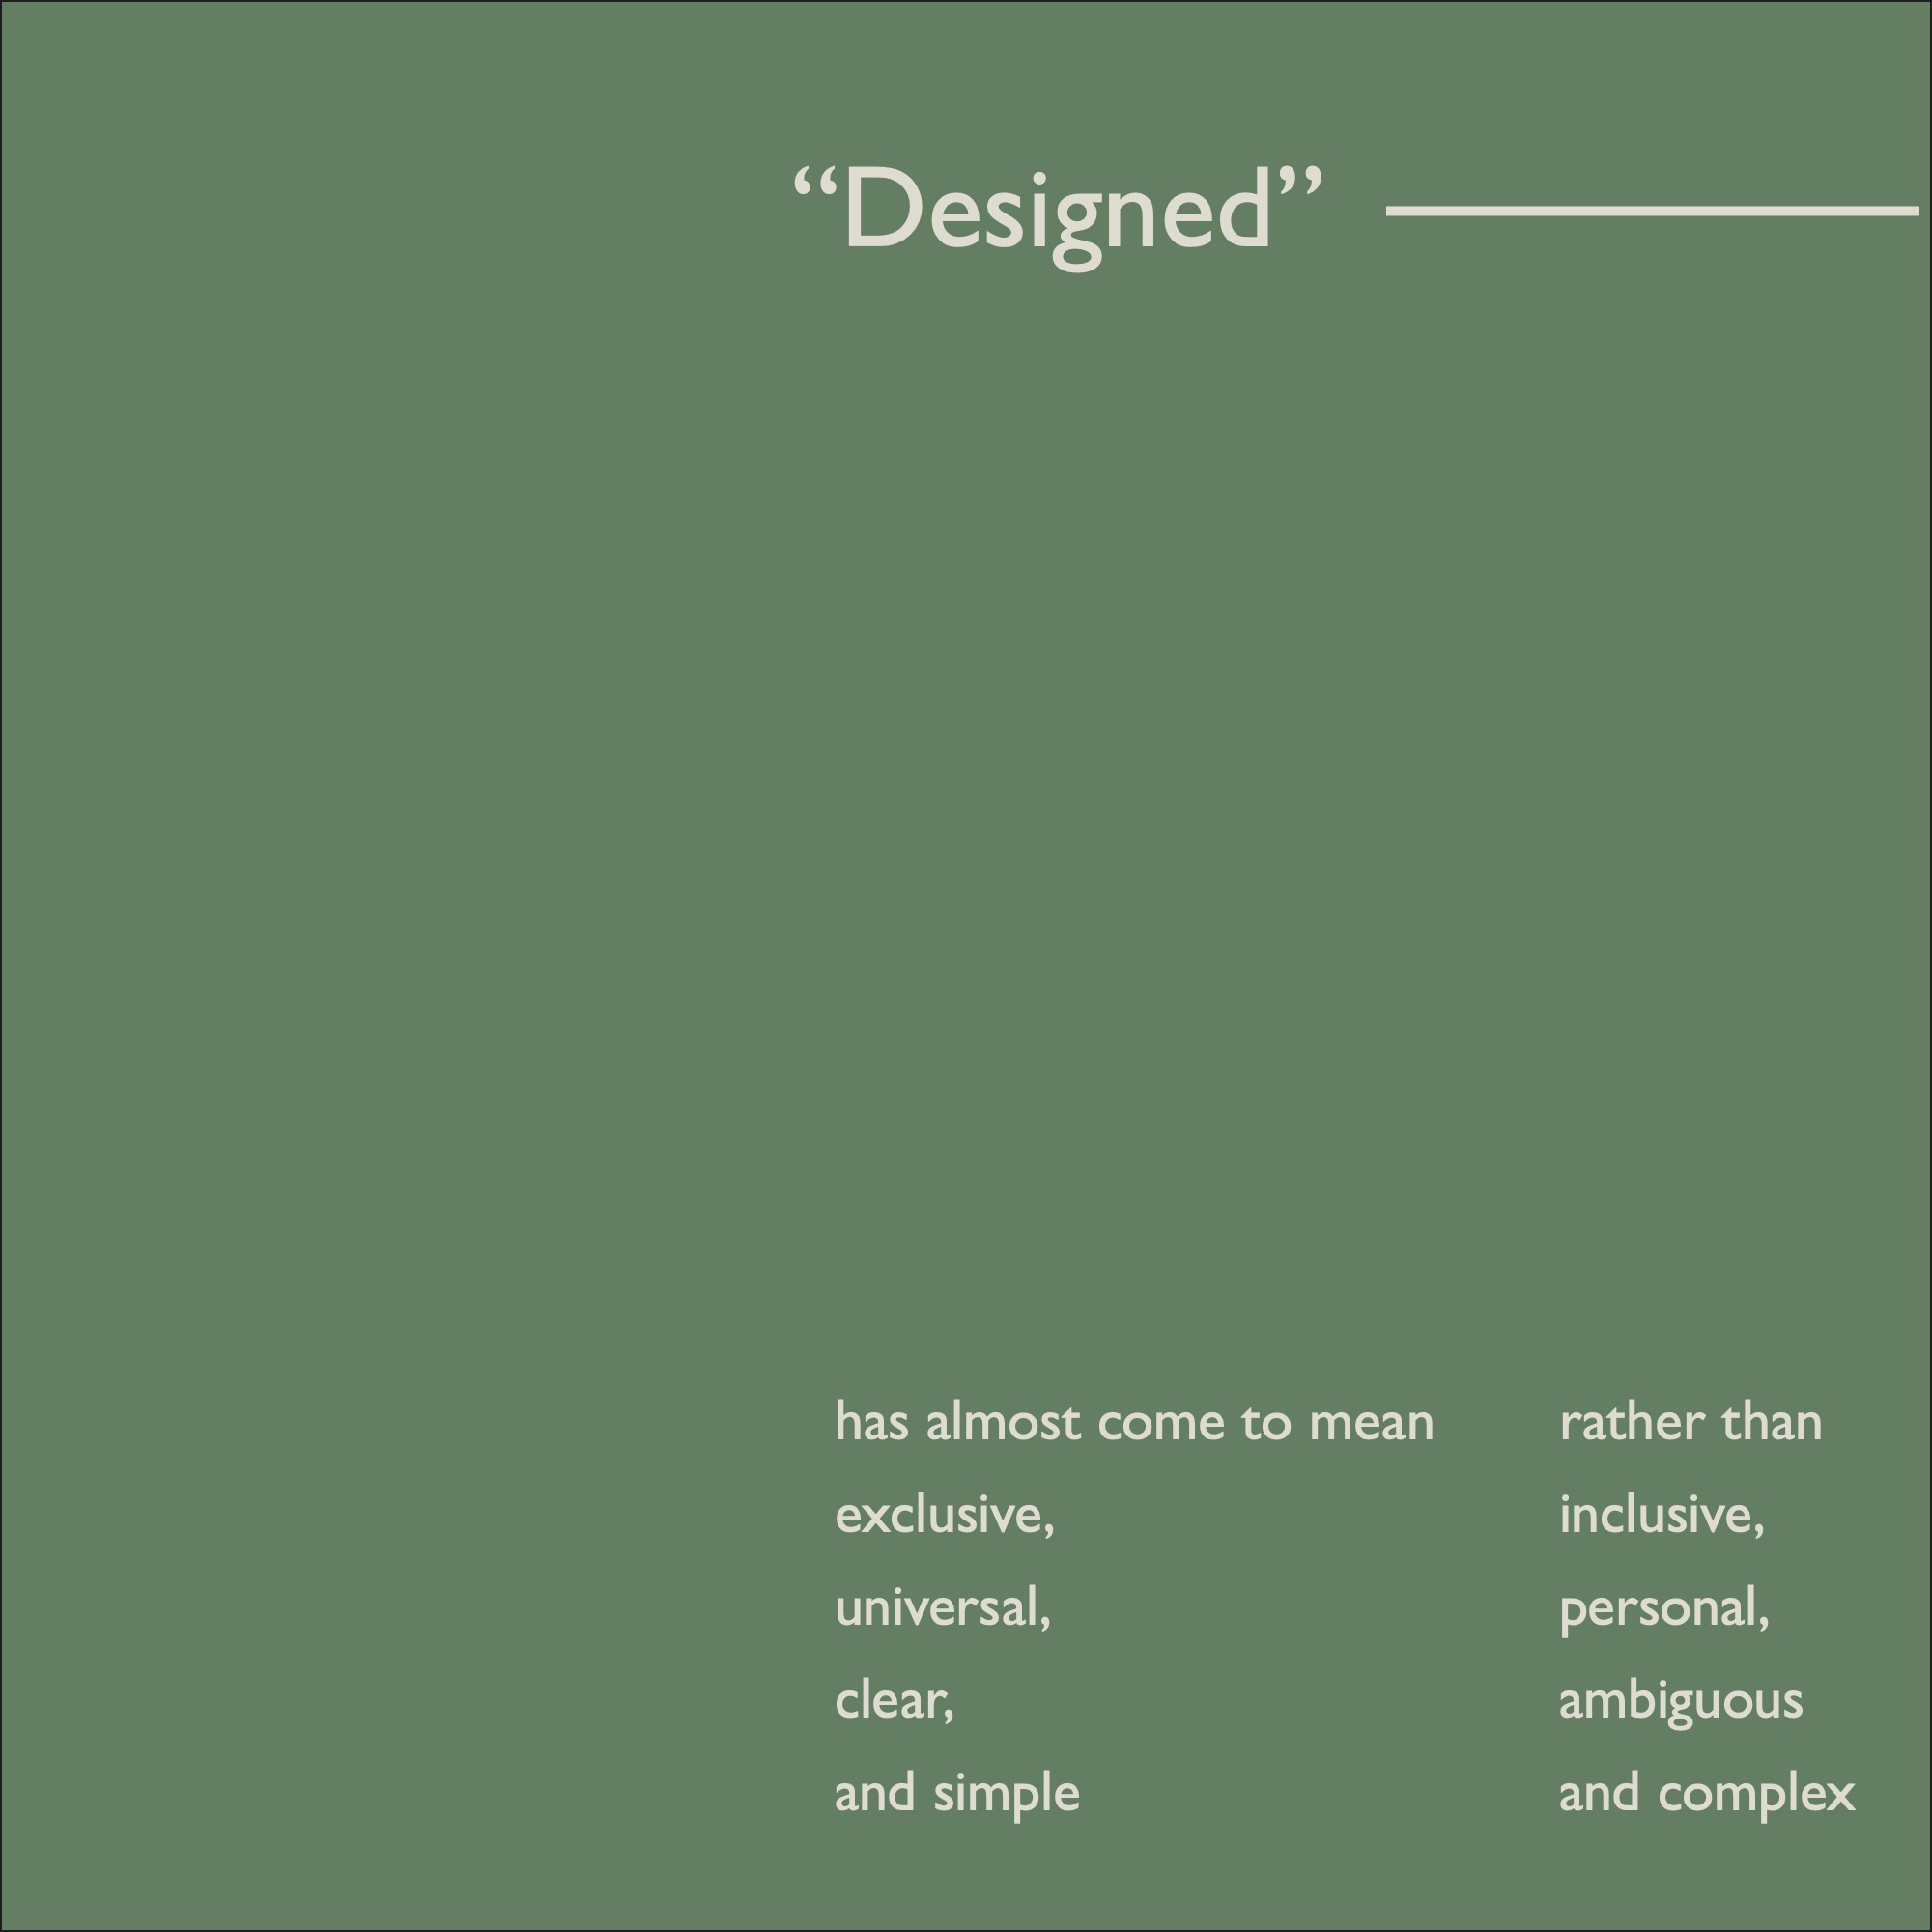 “Designed”
has almost come to mean
exclusive,
universal,
clear,
and simple
rather than
inclusive,
personal,
ambiguous
and complex